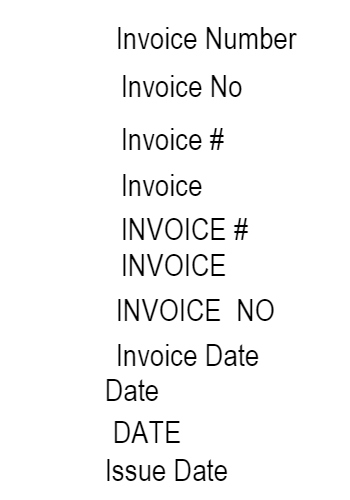 Invoice Number
Invoice No
Invoice #
Invoice
INVOICE #
INVOICE
INVOICE  NO
Invoice Date
Date
DATE
Issue Date